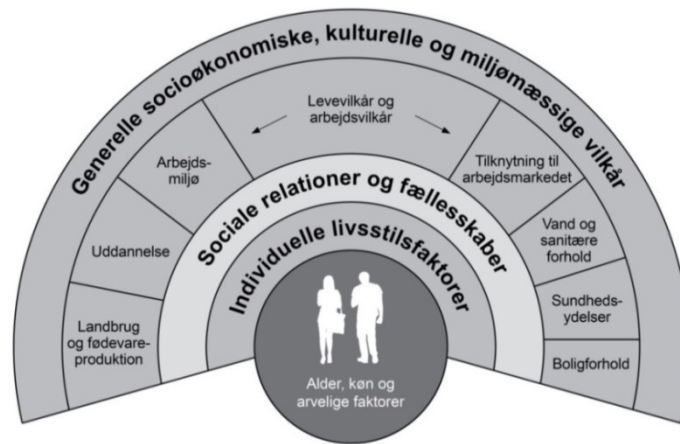 Generelle socioøkonomiske, kulturelle og miljømæssige vilkår
Levevilkår og
arbejdsvilkår
Arbejds-
miljø
Tilknytning til
arbejdsmarkedet
Uddannelse
Vand og
sanitære
forhold
Landbrug
og fødevare-
produktion
Sundheds-
ydelser
Boligforhold
Sociale relationer og fællesskaber
Individuelle livsstilsfaktorer
Alder, køn og
arvelige faktorer